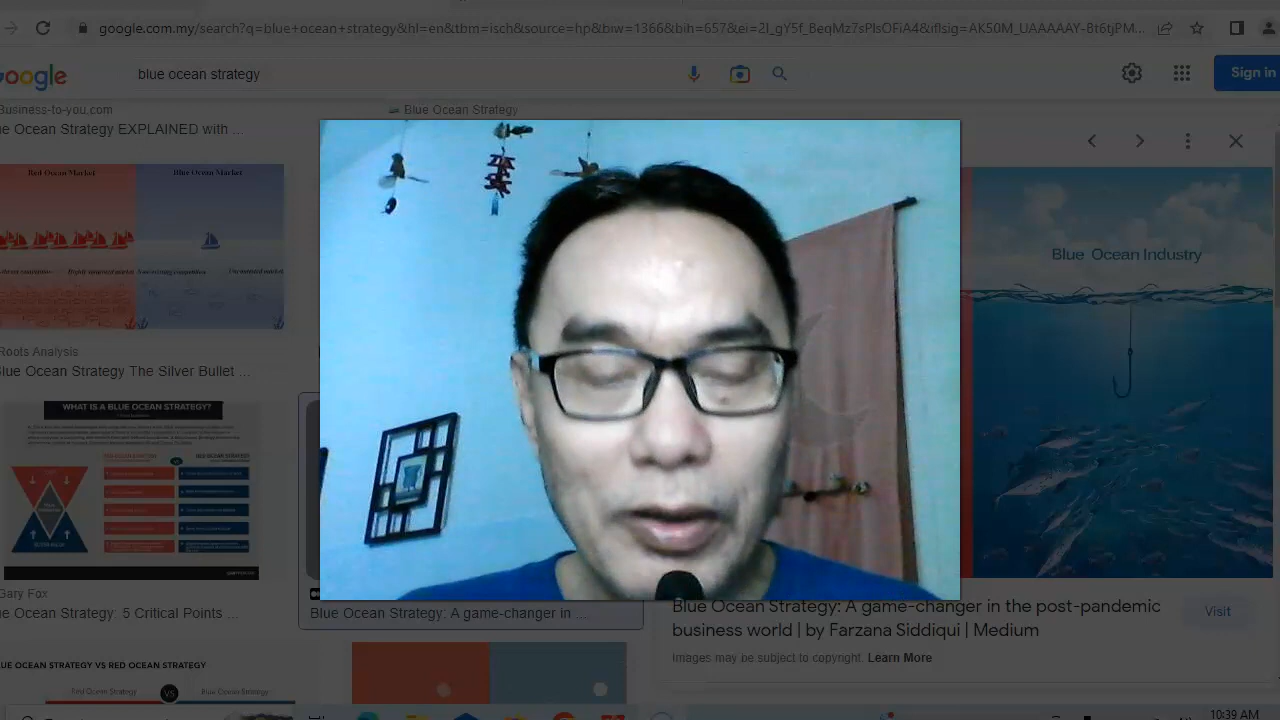 google.com.my/search?q=blue+ocean+strategy&hl=en&tbm=isch&source=hp&biw=1366&bih=657&ei=2I_gY5f_BeqMz7sPlsOFiA4&iflsig=AK50M_UAAAAAY-Bt6tjPM...
oogle
blue ocean strategy
Sign in
Business-to-you.com
ue Ocean Strategy EXPLAINED with ...
Blue Ocean Strategy
Red Ocean Market
Blue Ocean Market
Roots Analysis
Blue Ocean Strategy The Silver Bullet ...
WHAT IS A BLUE OCEAN STRATEGY?
Gary Fox
ue Ocean Strategy: 5 Critical Points ...
Blue Ocean Strategy: A game-changer in ....
Blue Ocean Industry
Blue Ocean Strategy: A game-changer in the post-pandemic
business world | by Farzana Siddiqui | Medium
Visit
Images may be subject to copyright. Learn More
UE OCEAN STRATEGY VS RED OCEAN STRATEGY
Red Ocean Strategy
VS
Blue Ocean Strategy
10:39 AM